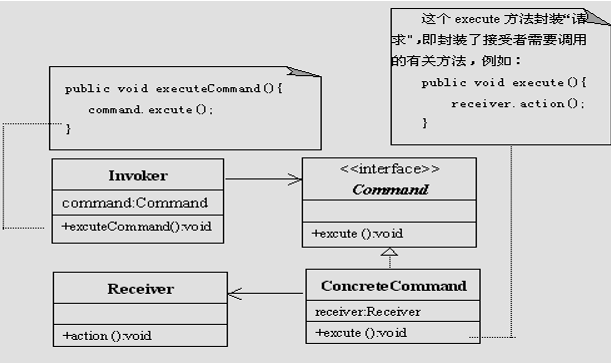 这个 execute 方法封装“请
求”,即封装了接受者需要调用
的有关方法，例如：
public void execute(){
receiver.action();
}
public void executeCommand(){
command.excute();
}
Invoker
command:Command
+excuteCommand():void
<<interface>>
Command
+excute():void
Receiver
+action():void
ConcreteCommand
receiver:Receiver
+excute():void